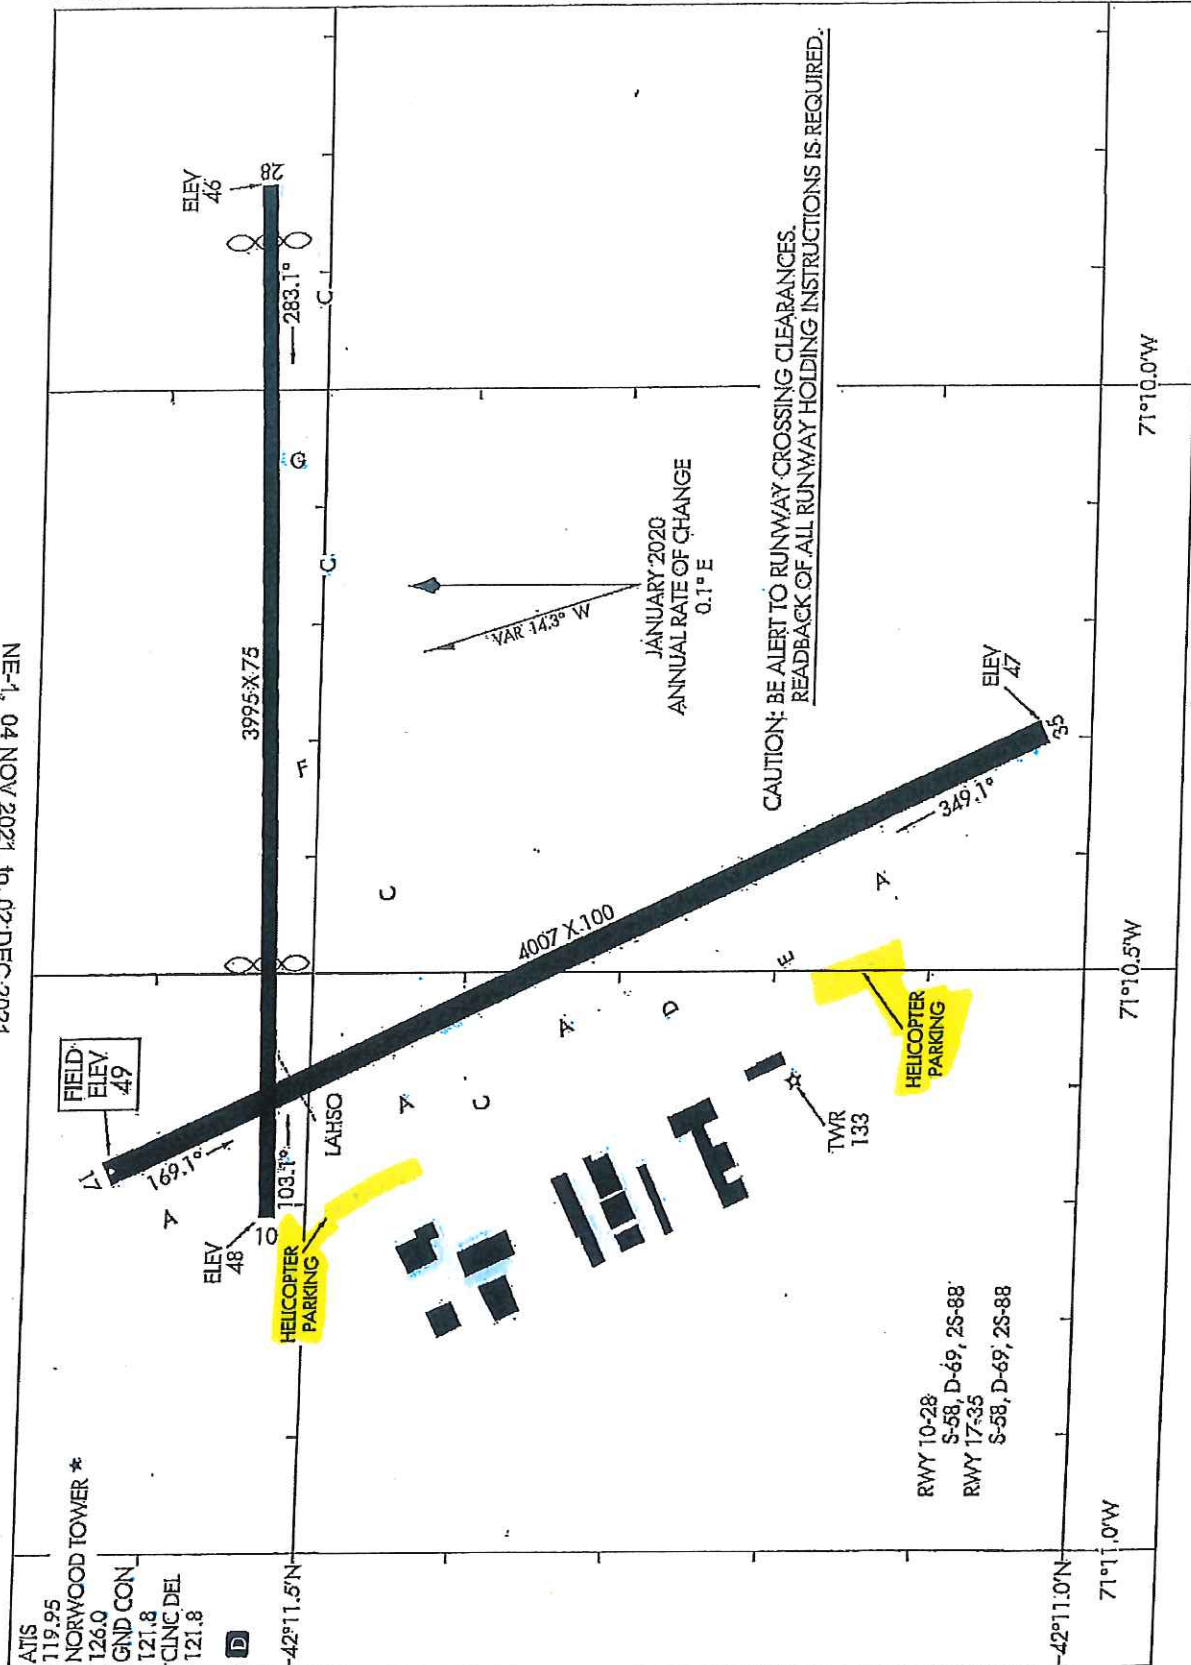 ATIS
119.95
NORWOOD TOWER ★
126.0
GND CON
121.8
CLNC DEL
121.8
D
42°11.5'N
FIELD
ELEV
49
17
169.1°
A
ELEV
48
10
103.1°
LAHSO
HELICOPTER
PARKING
3995 X 75
ELEV
46
28
283.1°
C
G
C
F
C
A
C
A
D
E
A
4007 X 100
VAR 14.3° W
JANUARY 2020
ANNUAL RATE OF CHANGE
0.1° E
CAUTION: BE ALERT TO RUNWAY CROSSING CLEARANCES.
READBACK OF ALL RUNWAY HOLDING INSTRUCTIONS IS REQUIRED.
ELEV
47
35
349.1°
HELICOPTER
PARKING
TWR
133
RWY 10-28
S-58, D-69, 2S-88
RWY 17-35
S-58, D-69, 2S-88
42°11.0'N
71°11.0'W
71°10.5'W
71°10.0'W
NE-1, 04 NOV 2021 to 02 DEC 2021